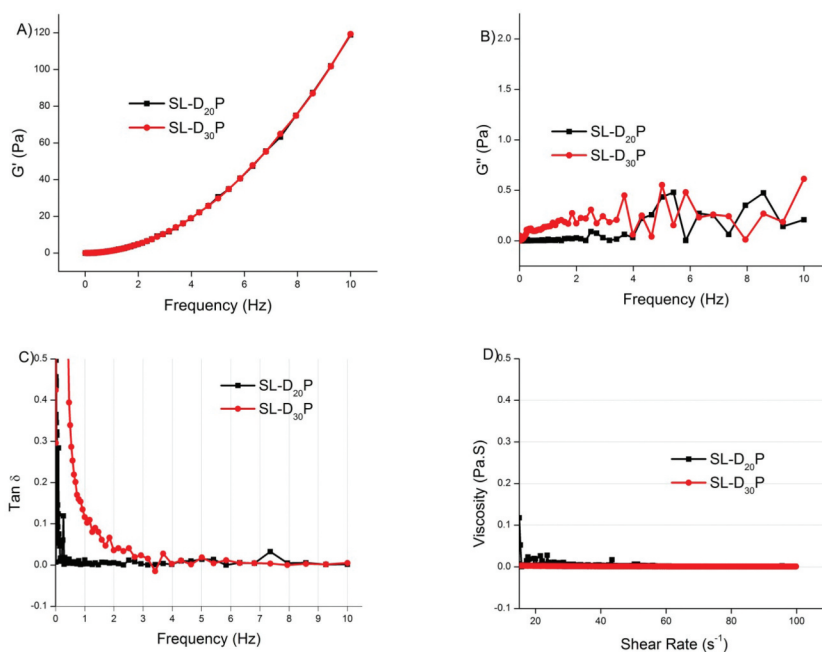 A)
SL-D20P
SL-D30P
G' (Pa)
120
100
80
60
40
20
0
0 2 4 6 8 10
Frequency (Hz)
B)
SL-D20P
SL-D30P
G'' (Pa)
2.0
1.5
1.0
0.5
0.0
0 2 4 6 8 10
Frequency (Hz)
C)
SL-D20P
SL-D30P
Tan δ
0.5
0.4
0.3
0.2
0.1
0.0
-0.1
0 1 2 3 4 5 6 7 8 9 10
Frequency (Hz)
D)
SL-D20P
SL-D30P
Viscosity (Pa.S)
0.5
0.4
0.3
0.2
0.1
0.0
-0.1
20 40 60 80 100
Shear Rate (s-1)